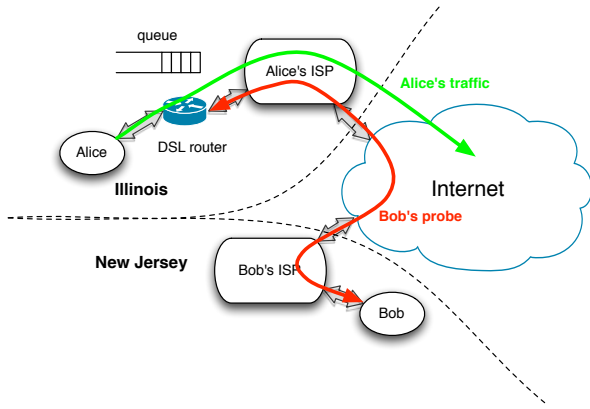 queue
Alice's ISP
Alice's traffic
Alice
DSL router
Illinois
Internet
Bob's probe
New Jersey
Bob's ISP
Bob